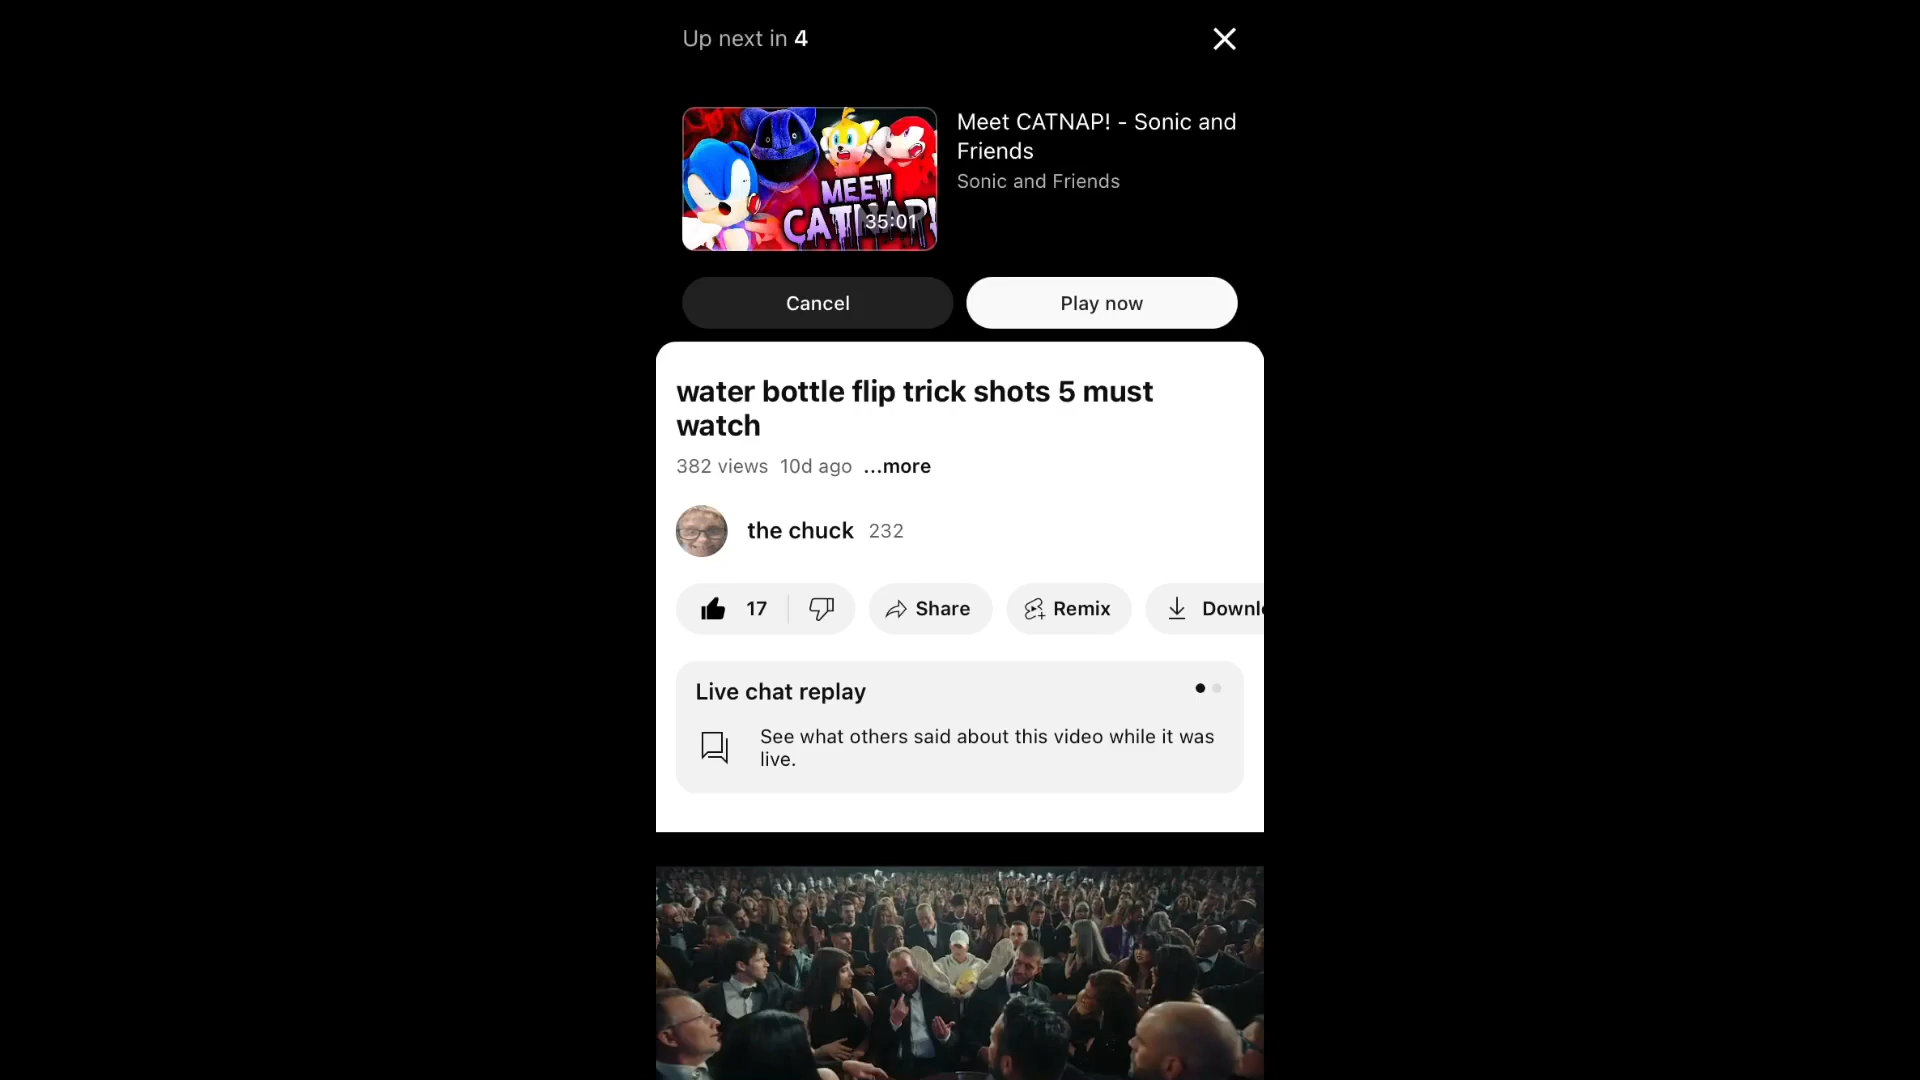 Up next in 4
Meet CATNAP! - Sonic and
Friends
Sonic and Friends
MEET
CATNAP!
35:01
Cancel
Play now
water bottle flip trick shots 5 must
watch
382 views 10d ago ...more
the chuck 232
17
Share
Remix
Downl
Live chat replay
See what others said about this video while it was
live.